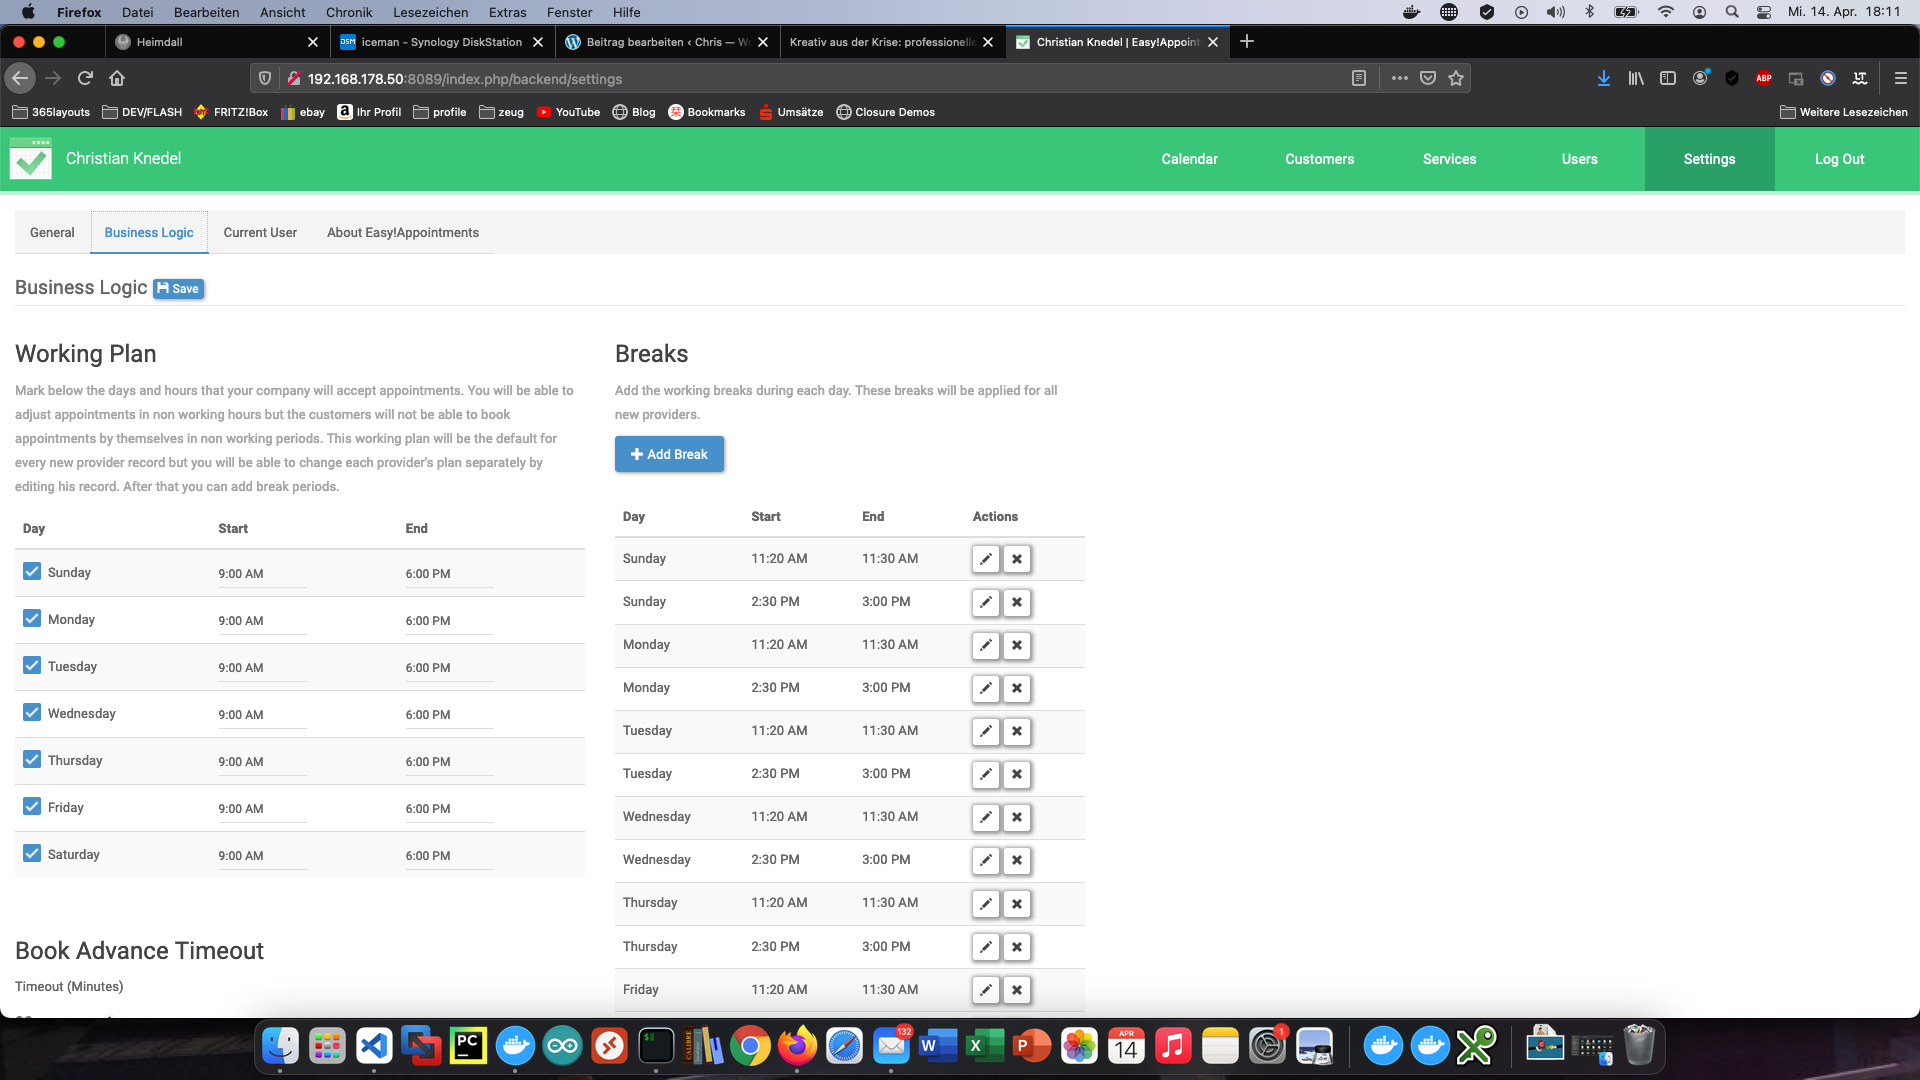 Firefox Datei Bearbeiten Ansicht Chronik Lesezeichen Extras Fenster Hilfe Mi. 14. Apr. 18:11
Heimdall iceman - Synology DiskStation Beitrag bearbeiten ‹ Chris — W Kreativ aus der Krise: professionelle Christian Knedel | Easy!Appoint
192.168.178.50:8089/index.php/backend/settings ABP
365layouts DEV/FLASH FRITZ!Box ebay Ihr Profil profile zeug YouTube Blog Bookmarks Umsätze Closure Demos Weitere Lesezeichen
Christian Knedel Calendar Customers Services Users Settings Log Out
General Business Logic Current User About Easy!Appointments
Business Logic Save
Working Plan
Mark below the days and hours that your company will accept appointments. You will be able to
adjust appointments in non working hours but the customers will not be able to book
appointments by themselves in non working periods. This working plan will be the default for
every new provider record but you will be able to change each provider's plan separately by
editing his record. After that you can add break periods.
Day Start End
Sunday 9:00 AM 6:00 PM
Monday 9:00 AM 6:00 PM
Tuesday 9:00 AM 6:00 PM
Wednesday 9:00 AM 6:00 PM
Thursday 9:00 AM 6:00 PM
Friday 9:00 AM 6:00 PM
Saturday 9:00 AM 6:00 PM
Book Advance Timeout
Timeout (Minutes)
Breaks
Add the working breaks during each day. These breaks will be applied for all
new providers.
Add Break
Day Start End Actions
Sunday 11:20 AM 11:30 AM
Sunday 2:30 PM 3:00 PM
Monday 11:20 AM 11:30 AM
Monday 2:30 PM 3:00 PM
Tuesday 11:20 AM 11:30 AM
Tuesday 2:30 PM 3:00 PM
Wednesday 11:20 AM 11:30 AM
Wednesday 2:30 PM 3:00 PM
Thursday 11:20 AM 11:30 AM
Thursday 2:30 PM 3:00 PM
Friday 11:20 AM 11:30 AM
PC CALIBRE 132 W X P APR 14 1